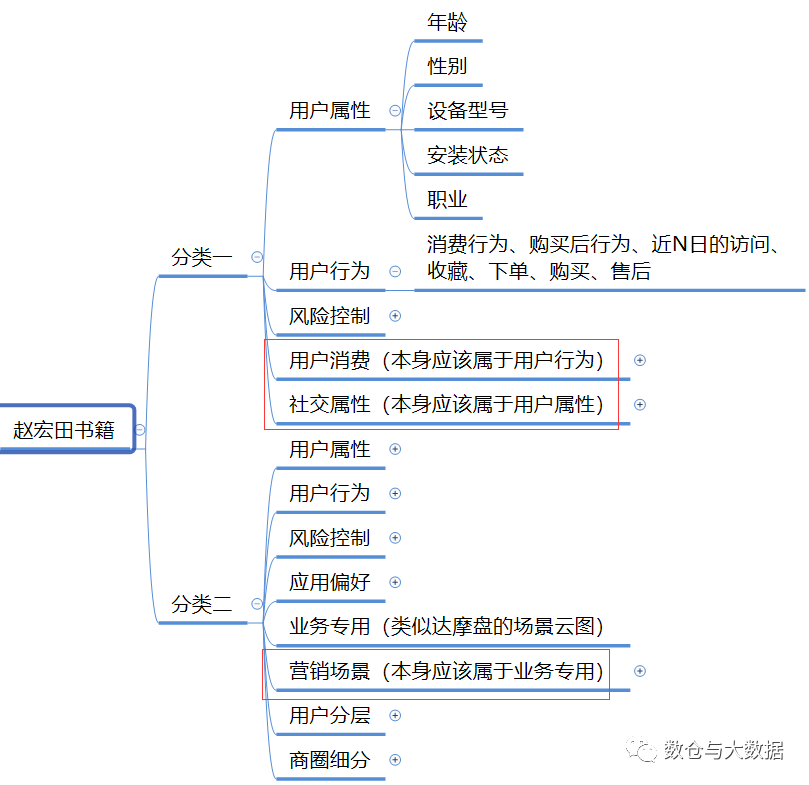 赵宏田书籍
分类一
用户属性
年龄
性别
设备型号
安装状态
职业
用户行为
消费行为、购买后行为、近N日的访问、
收藏、下单、购买、售后
风险控制
用户消费（本身应该属于用户行为）
社交属性（本身应该属于用户属性）
分类二
用户属性
用户行为
风险控制
应用偏好
业务专用（类似达摩盘的场景云图）
营销场景（本身应该属于业务专用）
用户分层
商圈细分
数仓与大数据